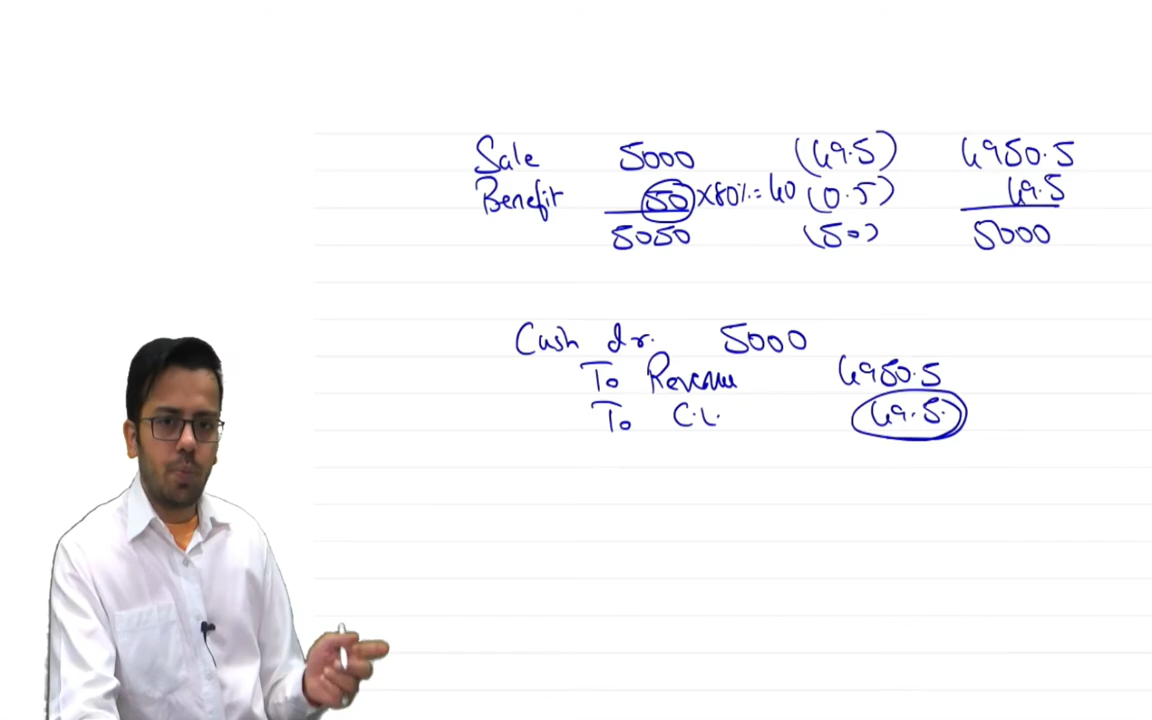 Sale 5000 (49.5) 4950.5
Benefit 50 x80%= 40 (0.5) 49.5
5050 (50) 5000
Cash dr. 5000
To Revenue 4950.5
To C.L. 49.5